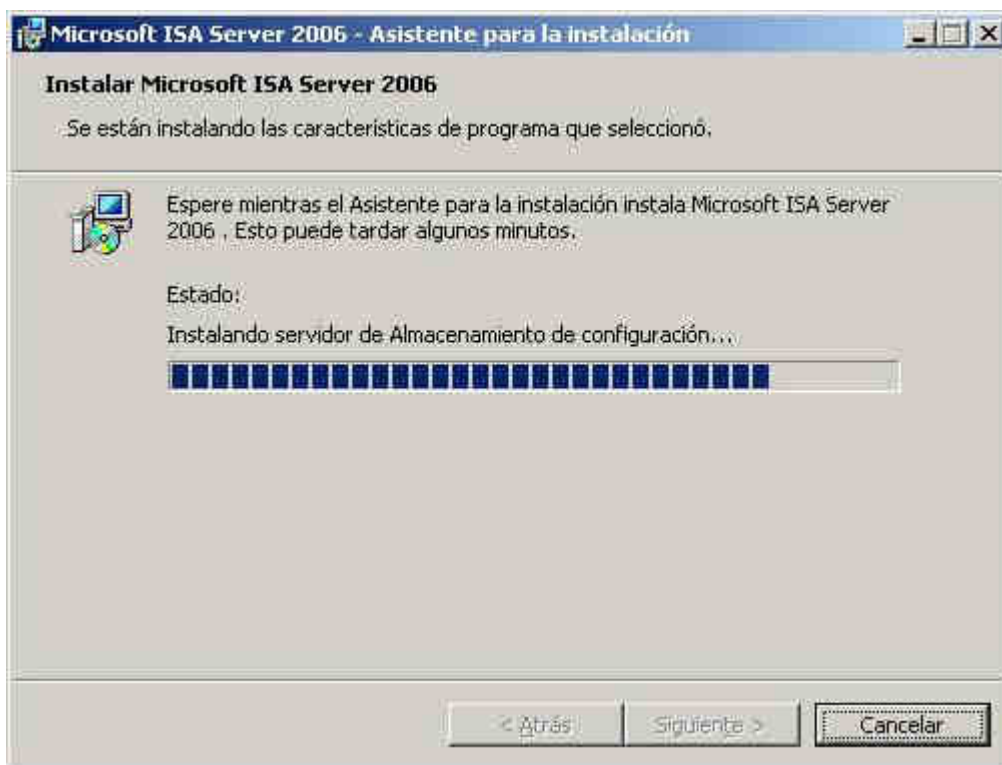 Microsoft ISA Server 2006 - Asistente para la instalación
Instalar Microsoft ISA Server 2006
Se están instalando las características de programa que seleccionó.
Espere mientras el Asistente para la instalación instala Microsoft ISA Server
2006 . Esto puede tardar algunos minutos.
Estado:
Instalando servidor de Almacenamiento de configuración...
< Atrás Siguiente > Cancelar